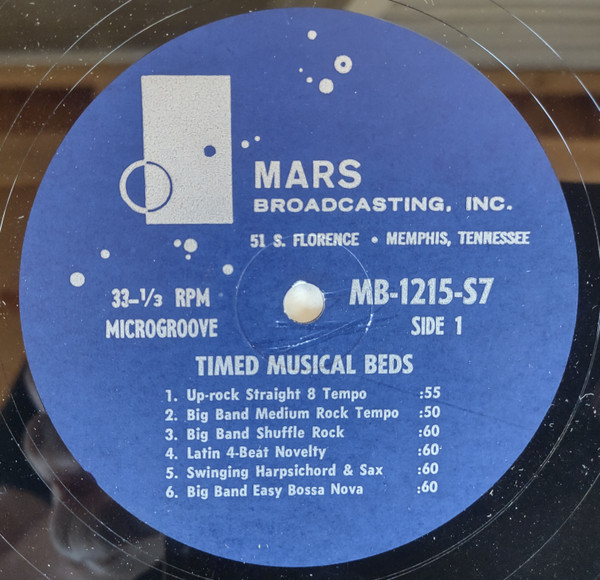 MARS
BROADCASTING, INC.
51 S. FLORENCE • MEMPHIS, TENNESSEE
33-1/3 RPM
MICROGROOVE
MB-1215-S7
SIDE 1
TIMED MUSICAL BEDS
1. Up-rock Straight 8 Tempo :55
2. Big Band Medium Rock Tempo :50
3. Big Band Shuffle Rock :60
4. Latin 4-Beat Novelty :60
5. Swinging Harpsichord & Sax :60
6. Big Band Easy Bossa Nova :60